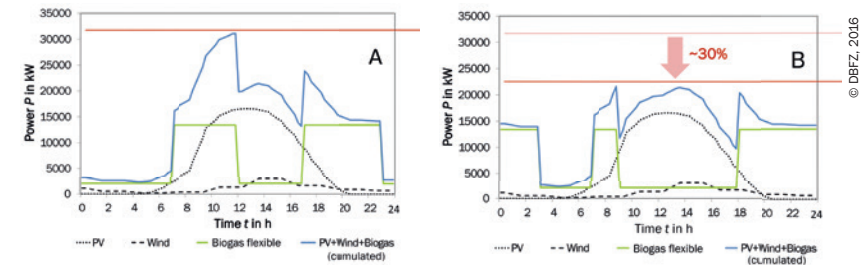 35000
30000
25000
20000
15000
10000
5000
0
Power P in kW
A
0 2 4 6 8 10 12 14 16 18 20 22 24
Time t in h
PV Wind Biogas flexible PV+Wind+Biogas
(cumulated)
35000
30000
25000
20000
15000
10000
5000
0
Power P in kW
~30%
B
0 2 4 6 8 10 12 14 16 18 20 22 24
Time t in h
PV Wind Biogas flexible PV+Wind+Biogas
(cumulated)
© DBFZ, 2016